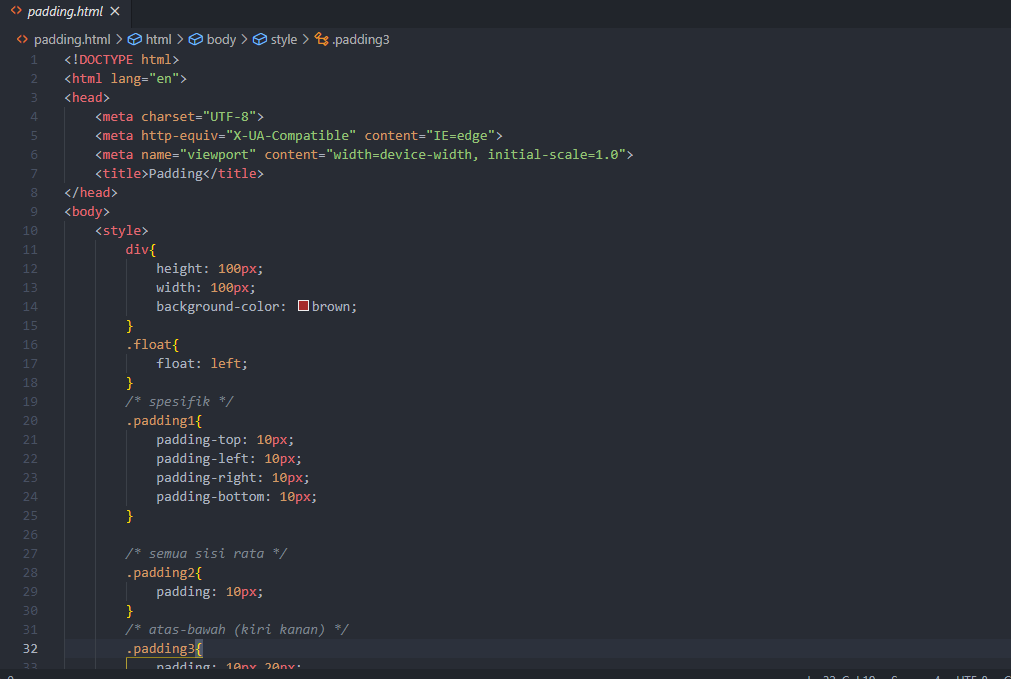 padding.html
padding.html > html > body > style > .padding3
1 <!DOCTYPE html>
2 <html lang="en">
3 <head>
4 <meta charset="UTF-8">
5 <meta http-equiv="X-UA-Compatible" content="IE=edge">
6 <meta name="viewport" content="width=device-width, initial-scale=1.0">
7 <title>Padding</title>
8 </head>
9 <body>
10 <style>
11 div{
12 height: 100px;
13 width: 100px;
14 background-color: brown;
15 }
16 .float{
17 float: left;
18 }
19 /* spesifik */
20 .padding1{
21 padding-top: 10px;
22 padding-left: 10px;
23 padding-right: 10px;
24 padding-bottom: 10px;
25 }
26
27 /* semua sisi rata */
28 .padding2{
29 padding: 10px;
30 }
31 /* atas-bawah (kiri kanan) */
32 .padding3{
33 padding: 10px 20px;